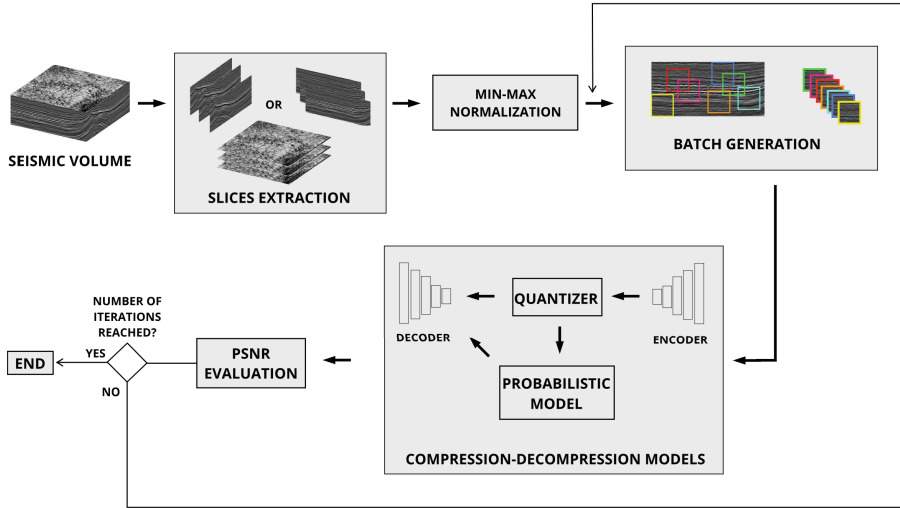 SEISMIC VOLUME
OR
SLICES EXTRACTION
MIN-MAX
NORMALIZATION
BATCH GENERATION
DECODER
QUANTIZER
ENCODER
PROBABILISTIC
MODEL
COMPRESSION-DECOMPRESSION MODELS
PSNR
EVALUATION
NUMBER OF
ITERATIONS
REACHED?
YES
NO
END